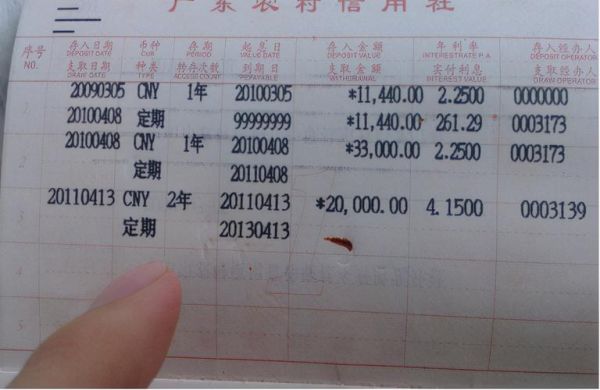 广东农村信用社
序号 存入日期 币种 存期 起息日 存入金额 年利率 存入经办人
NO. DEPOSIT DATE CUR PERIOD VALUE DATE DEPOSIT VALUE INTERESTRATE P.A DEPOSIT OPERATOR
支取日期 种类 转存次数 到期日 支取金额 实付利息 支取经办人
DRAW DATE TYPE ACCESS COUNT PAYABLE WITHDRAWAL INTEREST VALUE DRAW OPERATOR
20090305 CNY 1年 20100305 *11,440.00 2.2500 0000000
20100408 定期 99999999 *11,440.00 261.29 0003173
20100408 CNY 1年 20100408 *33,000.00 2.2500 0003173
定期 20110408
3 20110413 CNY 2年 20110413 *20,000.00 4.1500 0003139
定期 20130413
4
5